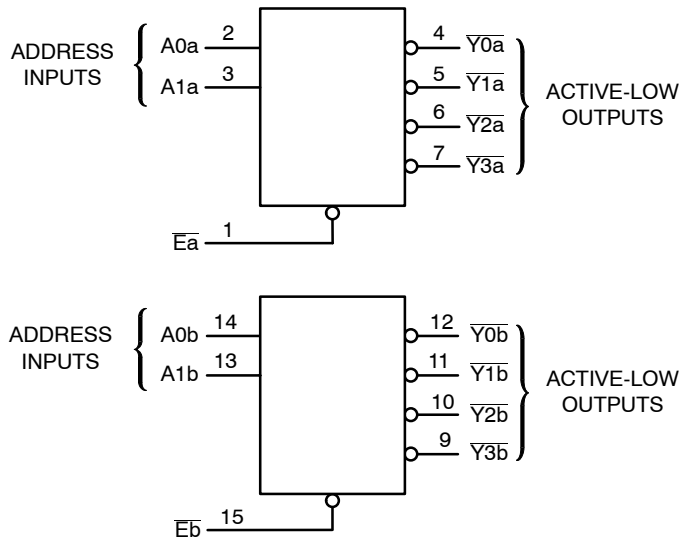 ADDRESS
INPUTS
A0a 2
A1a 3
4 Y0a
5 Y1a
6 Y2a
7 Y3a
ACTIVE-LOW
OUTPUTS
Ea 1
ADDRESS
INPUTS
A0b 14
A1b 13
12 Y0b
11 Y1b
10 Y2b
9 Y3b
ACTIVE-LOW
OUTPUTS
Eb 15